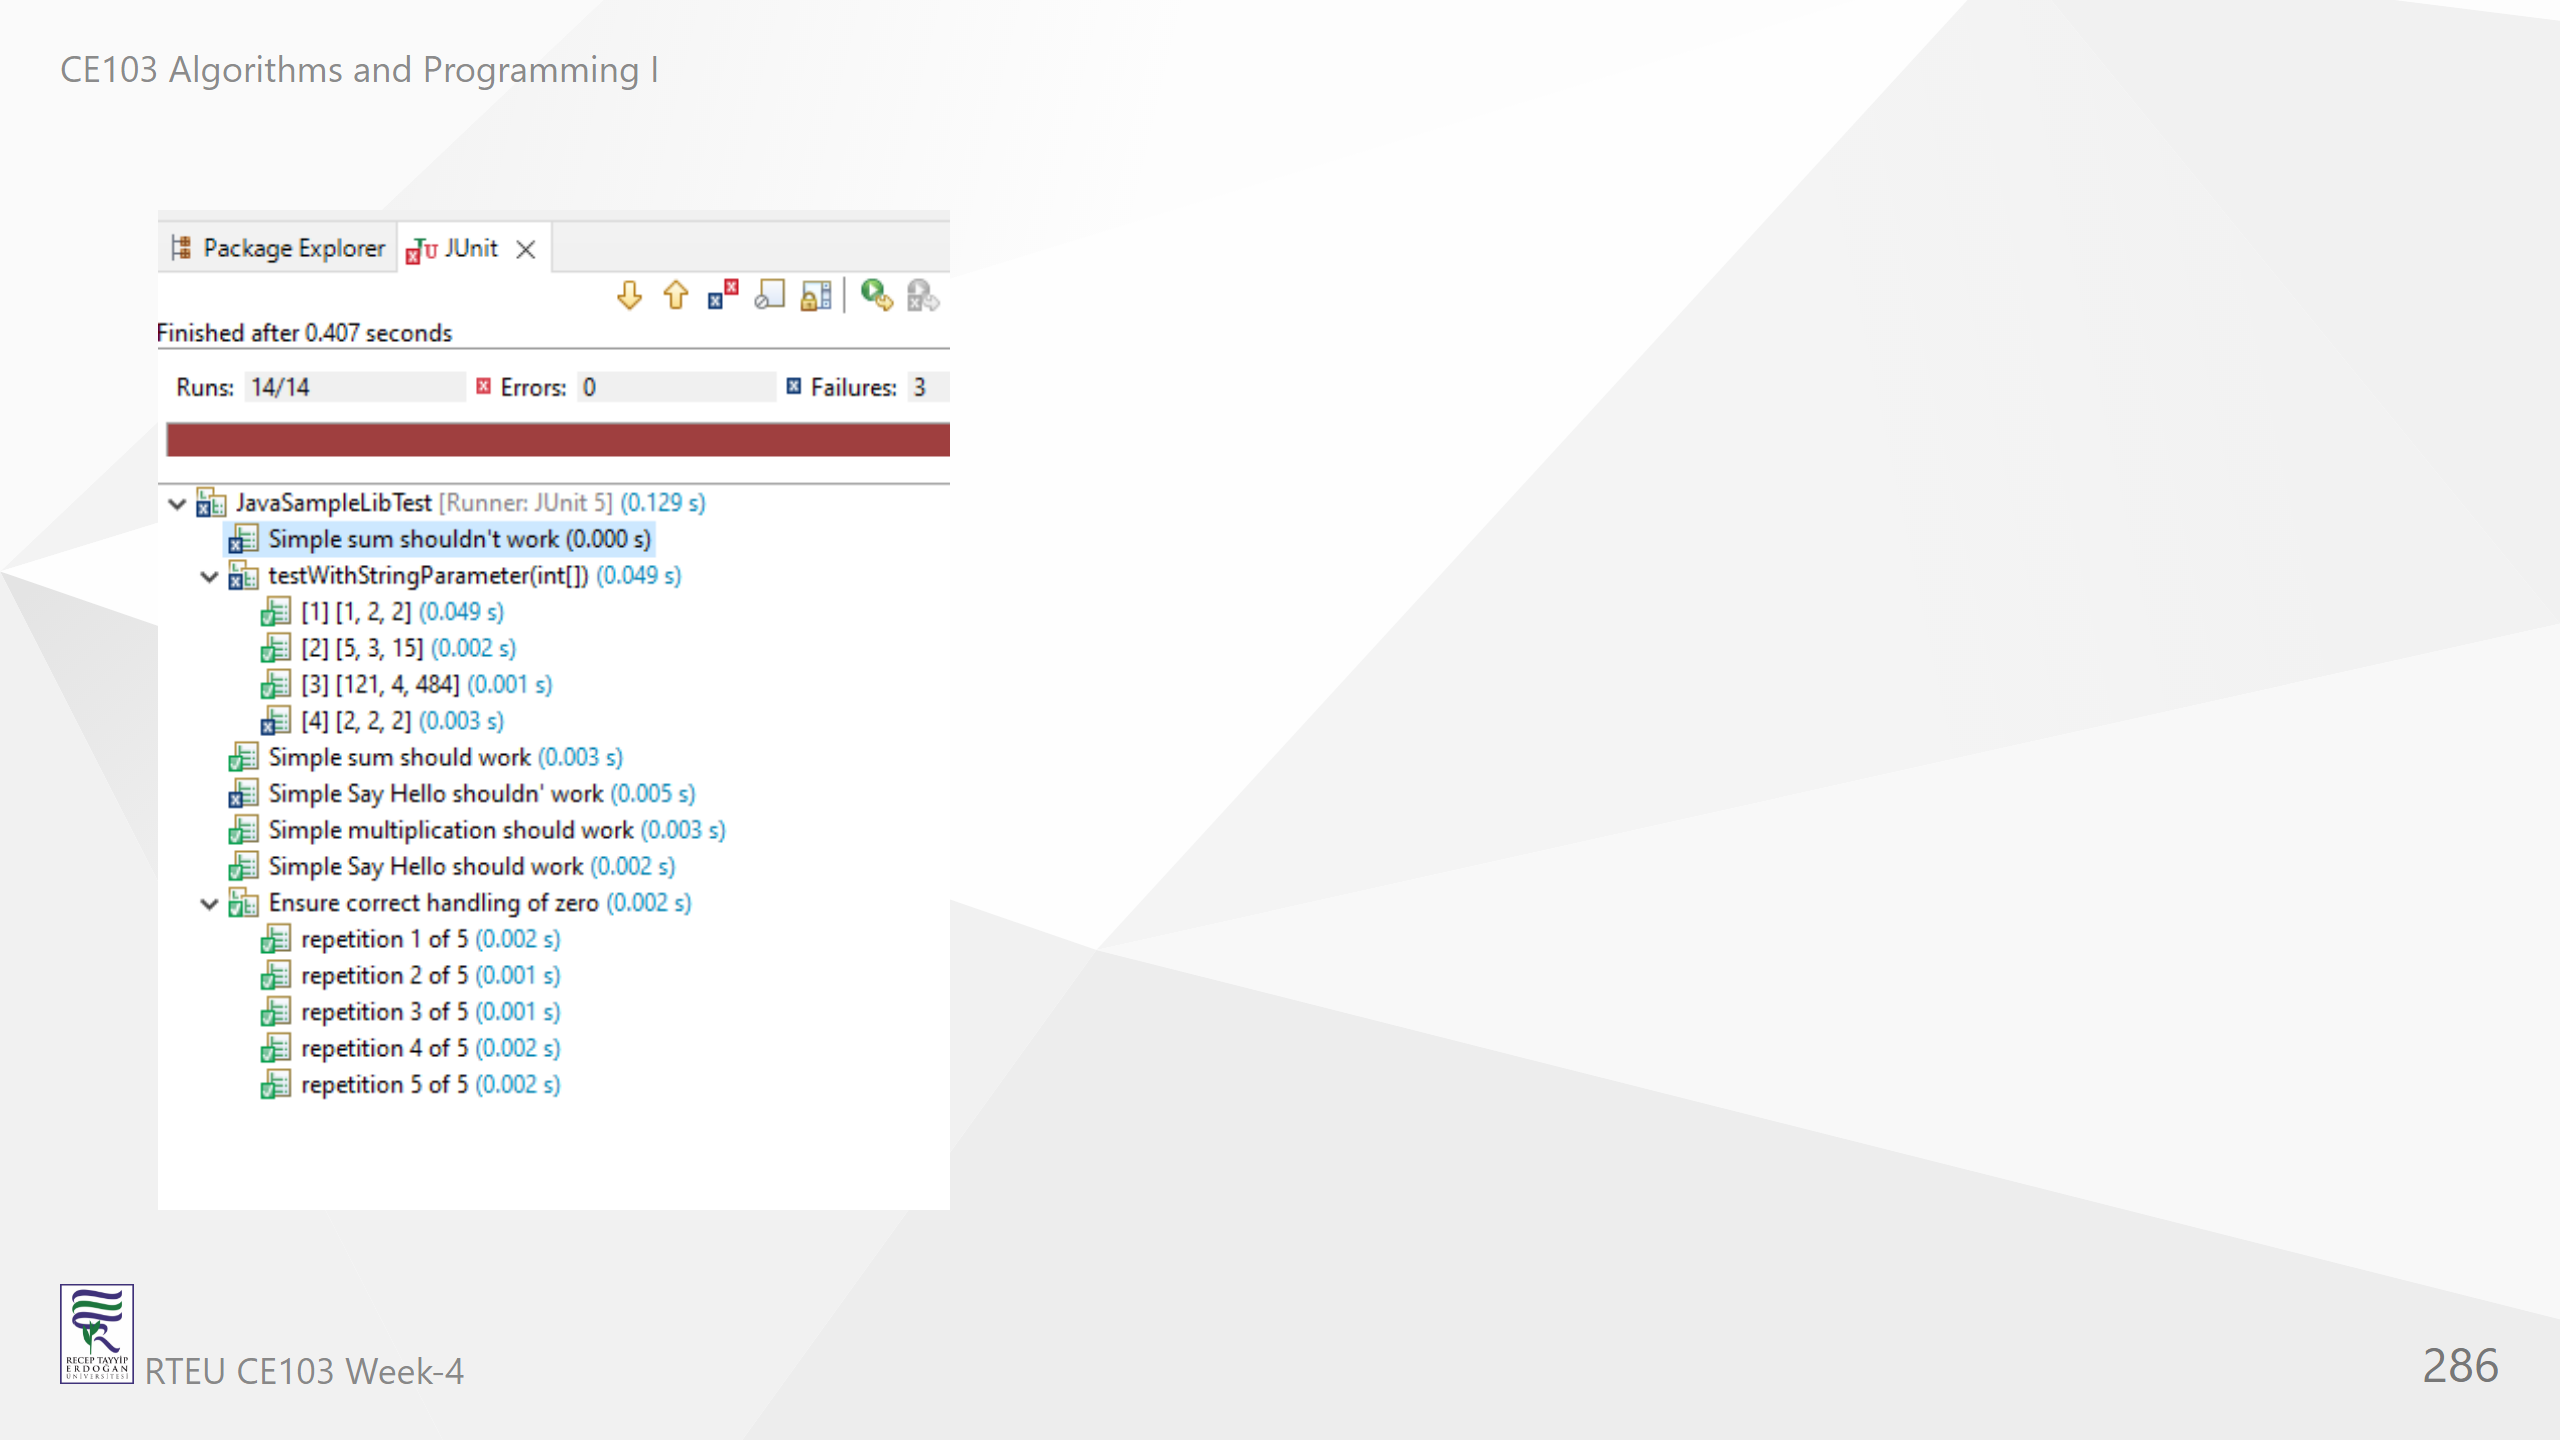 CE103 Algorithms and Programming I
Package Explorer JUnit
Finished after 0.407 seconds
Runs: 14/14 Errors: 0 Failures: 3
JavaSampleLibTest [Runner: JUnit 5] (0.129 s)
Simple sum shouldn't work (0.000 s)
testWithStringParameter(int[]) (0.049 s)
[1] [1, 2, 2] (0.049 s)
[2] [5, 3, 15] (0.002 s)
[3] [121, 4, 484] (0.001 s)
[4] [2, 2, 2] (0.003 s)
Simple sum should work (0.003 s)
Simple Say Hello shouldn' work (0.005 s)
Simple multiplication should work (0.003 s)
Simple Say Hello should work (0.002 s)
Ensure correct handling of zero (0.002 s)
repetition 1 of 5 (0.002 s)
repetition 2 of 5 (0.001 s)
repetition 3 of 5 (0.001 s)
repetition 4 of 5 (0.002 s)
repetition 5 of 5 (0.002 s)
RECEP TAYYİP
ERDOĞAN
ÜNİVERSİTESİ
RTEU CE103 Week-4
286